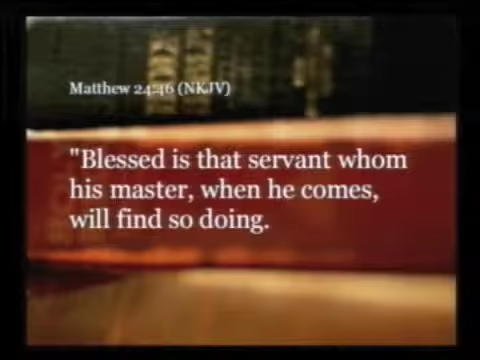 Matthew 24:46 (NKJV)
"Blessed is that servant whom
his master, when he comes,
will find so doing.